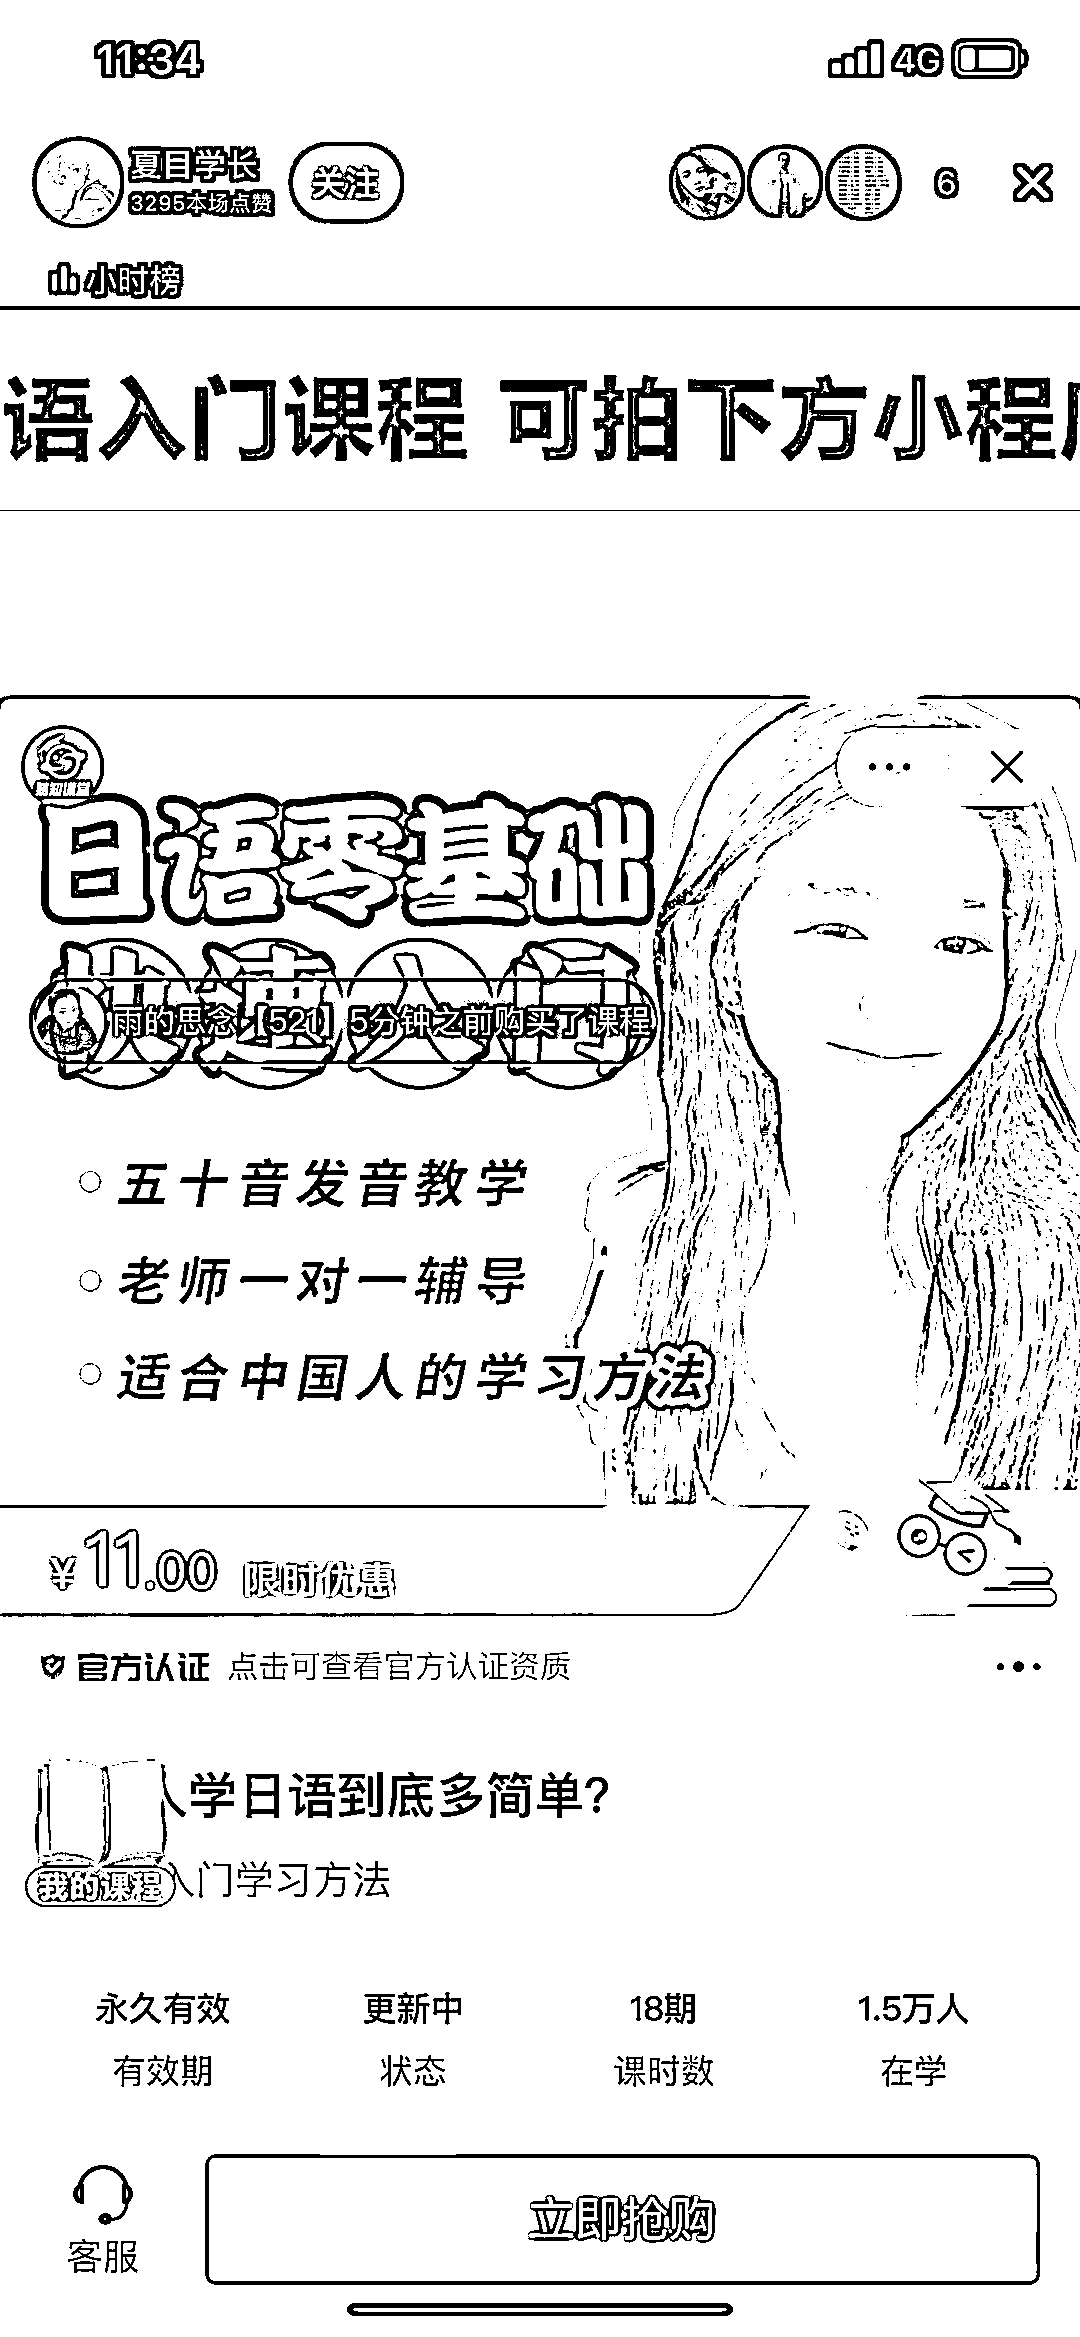 11:34
4G
夏目学长
关注
3295本场点赞
6
小时榜
语入门课程 可拍下方小程
日语零基础
快速入门
雨的思念【521】 5分钟之前购买了课程
五十音发音教学
老师一对一辅导
适合中国人的学习方法
¥11.00 限时优惠
官方认证 点击可查看官方认证资质
学日语到底多简单?
入门学习方法
我的课程
永久有效 更新中 18期 1.5万人
有效期 状态 课时数 在学
客服
立即抢购